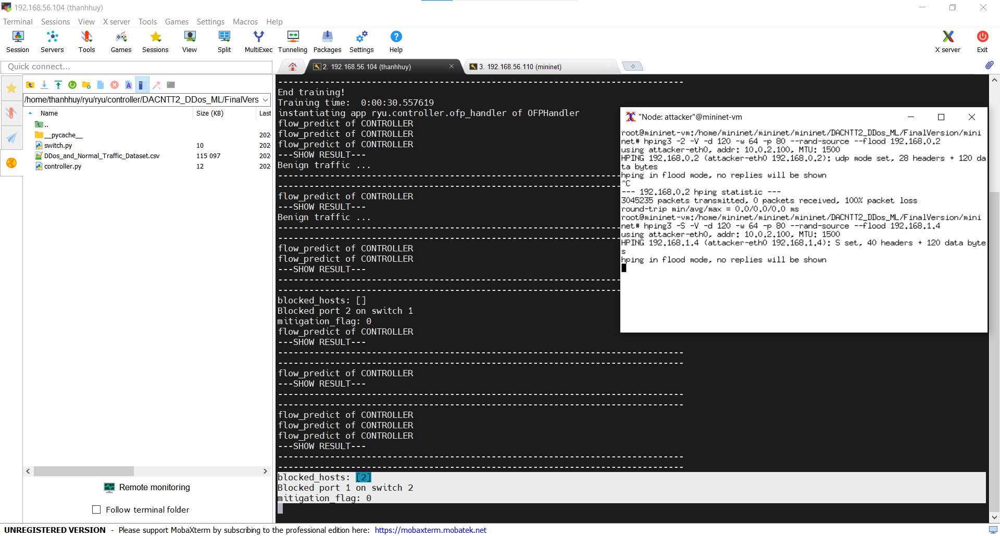 192.168.56.104 (thanhhuy)
Terminal Sessions View X server Tools Games Settings Macros Help
Session Servers Tools Games Sessions View Split MultiExec Tunneling Packages Settings Help X server Exit
Quick connect...
2. 192.168.56.104 (thanhhuy)
3. 192.168.56.110 (mininet)
/home/thanhhuy/ryu/ryu/controller/DACNTT2_DDos_ML/FinalVers
Name Size (KB) Last
..
__pycache__ 202
switch.py 10 202
DDos_and_Normal_Traffic_Dataset.csv 115 097 202
controller.py 12 202
Remote monitoring
Follow terminal folder
------------------------------------------------------------------------------
End training!
Training time:  0:00:30.557619
instantiating app ryu.controller.ofp_handler of OFPHandler
flow_predict of CONTROLLER
flow_predict of CONTROLLER
flow_predict of CONTROLLER
---SHOW RESULT---
Benign traffic ...
------------------------------------------------------------------
------------------------------------------------------------------
flow_predict of CONTROLLER
---SHOW RESULT---
Benign traffic ...
------------------------------------------------------------------
------------------------------------------------------------------
flow_predict of CONTROLLER
flow_predict of CONTROLLER
---SHOW RESULT---
------------------------------------------------------------------
------------------------------------------------------------------
blocked_hosts: []
Blocked port 2 on switch 1
mitigation_flag: 0
flow_predict of CONTROLLER
---SHOW RESULT---
------------------------------------------------------------------------------
------------------------------------------------------------------------------
flow_predict of CONTROLLER
---SHOW RESULT---
------------------------------------------------------------------------------
------------------------------------------------------------------------------
flow_predict of CONTROLLER
flow_predict of CONTROLLER
flow_predict of CONTROLLER
---SHOW RESULT---
------------------------------------------------------------------------------
------------------------------------------------------------------------------
blocked_hosts: [2]
Blocked port 1 on switch 2
mitigation_flag: 0
"Node: attacker"@mininet-vm
root@mininet-vm:/home/mininet/mininet/mininet/DACNTT2_DDos_ML/FinalVersion/mini
net# hping3 -2 -V -d 120 -w 64 -p 80 --rand-source --flood 192.168.0.2
using attacker-eth0, addr: 10.0.2.100, MTU: 1500
HPING 192.168.0.2 (attacker-eth0 192.168.0.2): udp mode set, 28 headers + 120 da
ta bytes
hping in flood mode, no replies will be shown
^C
--- 192.168.0.2 hping statistic ---
3045235 packets transmitted, 0 packets received, 100% packet loss
round-trip min/avg/max = 0.0/0.0/0.0 ms
root@mininet-vm:/home/mininet/mininet/mininet/DACNTT2_DDos_ML/FinalVersion/mini
net# hping3 -S -V -d 120 -w 64 -p 80 --rand-source --flood 192.168.1.4
using attacker-eth0, addr: 10.0.2.100, MTU: 1500
HPING 192.168.1.4 (attacker-eth0 192.168.1.4): S set, 40 headers + 120 data byte
s
hping in flood mode, no replies will be shown
UNREGISTERED VERSION - Please support MobaXterm by subscribing to the professional edition here: https://mobaxterm.mobatek.net